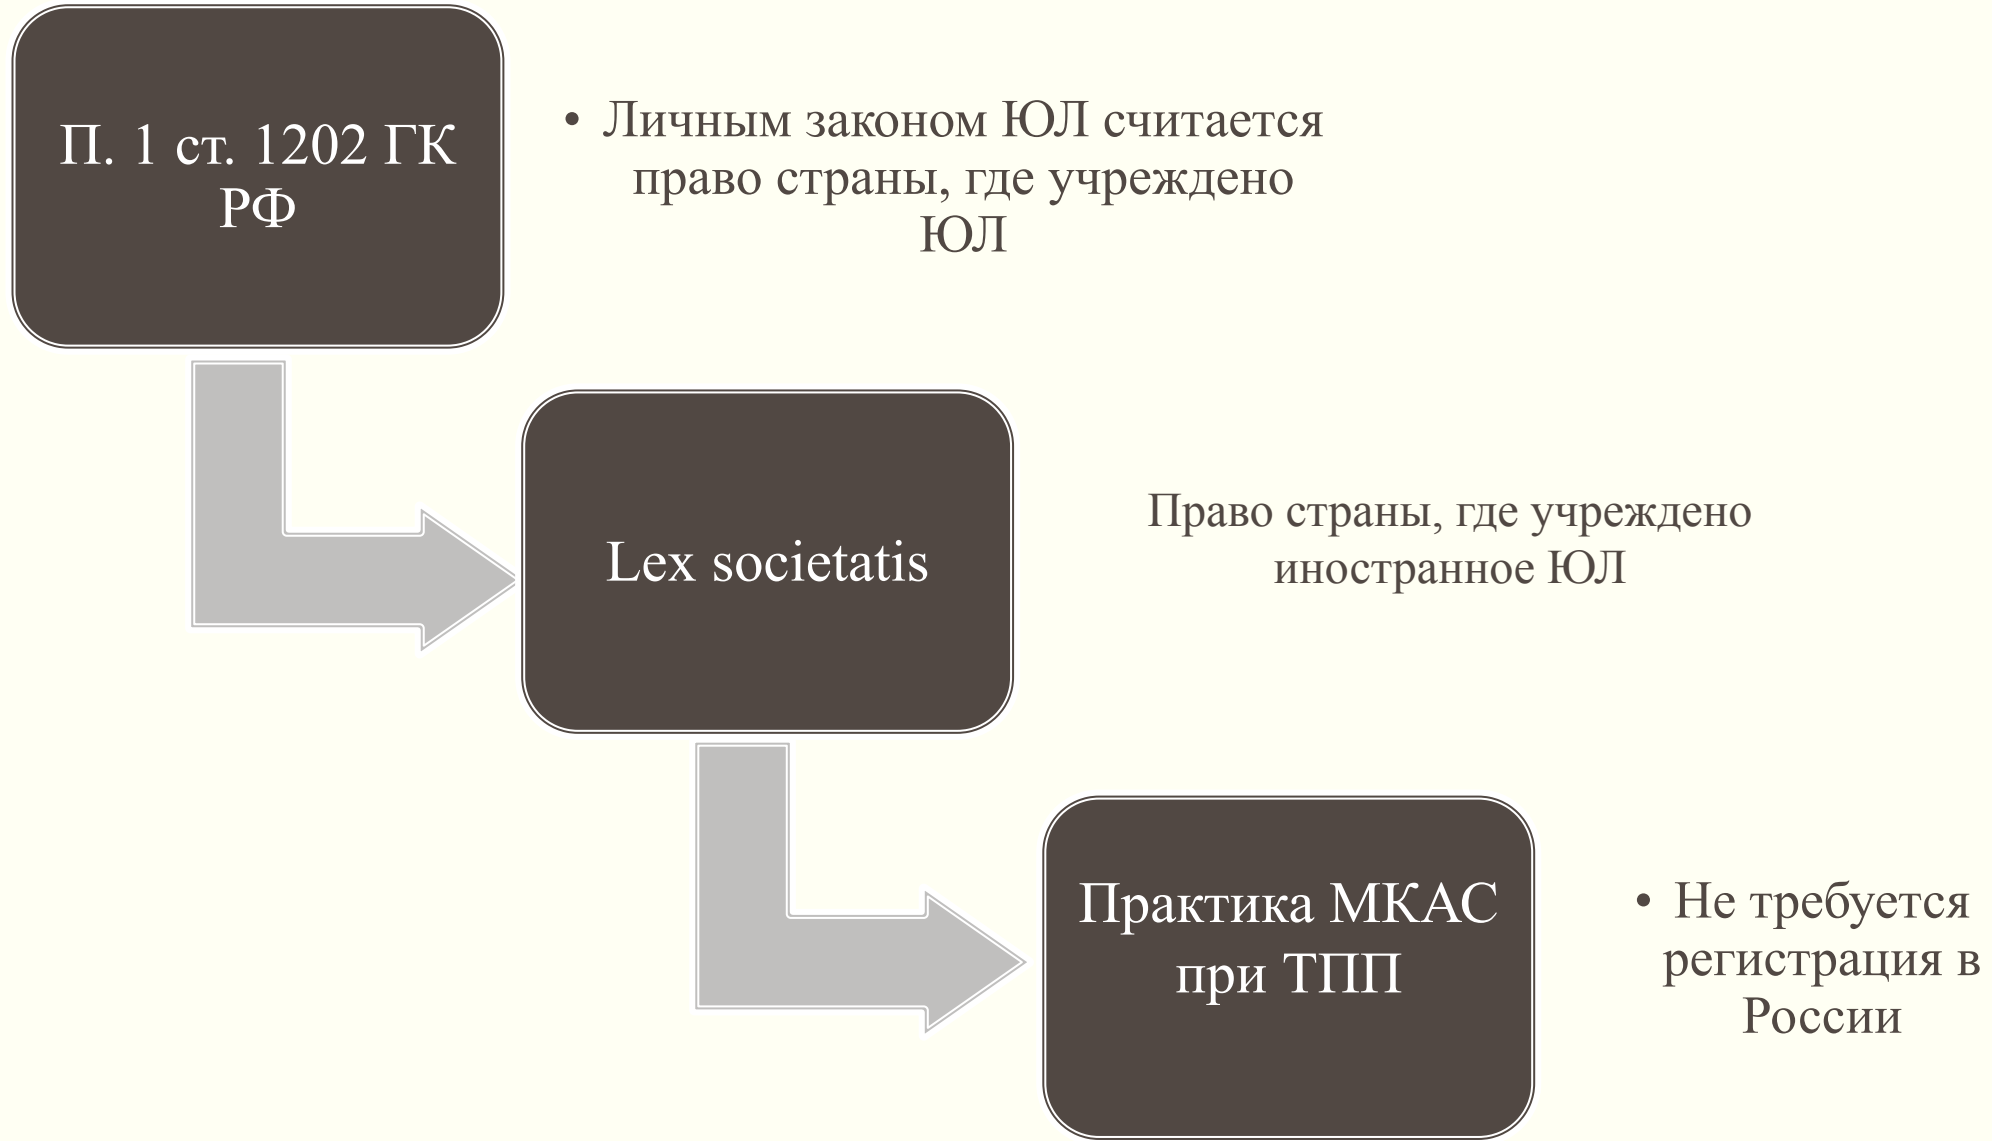 П. 1 ст. 1202 ГК
РФ
• Личным законом ЮЛ считается
право страны, где учреждено
ЮЛ
Lex societatis
Право страны, где учреждено
иностранное ЮЛ
Практика МКАС
при ТПП
• Не требуется
регистрация в
России